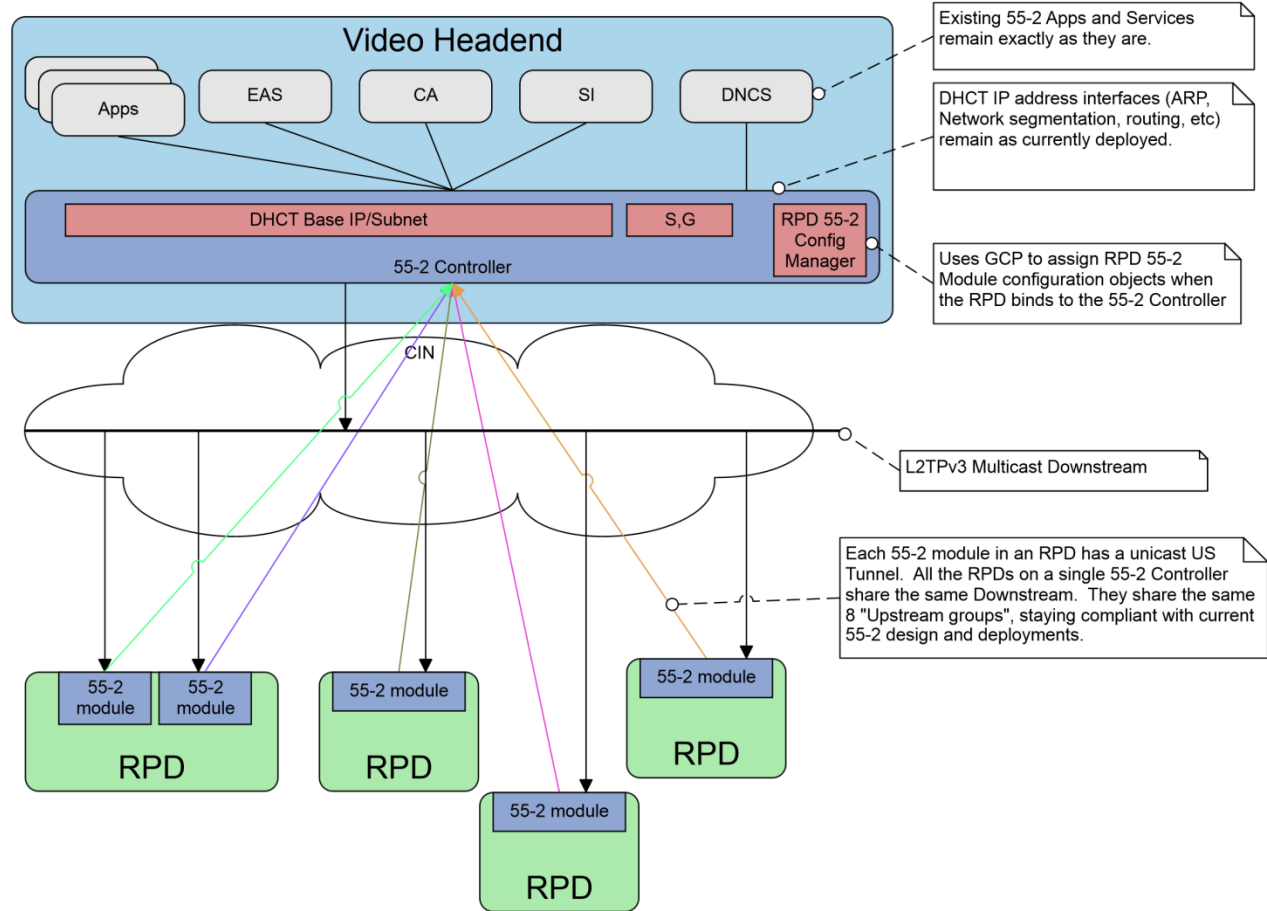 Video Headend
Apps
EAS
CA
SI
DNCS
DHCT Base IP/Subnet
S,G
RPD 55-2
Config
Manager
55-2 Controller
Existing 55-2 Apps and Services
remain exactly as they are.
DHCT IP address interfaces (ARP,
Network segmentation, routing, etc)
remain as currently deployed.
Uses GCP to assign RPD 55-2
Module configuration objects when
the RPD binds to the 55-2 Controller
CIN
L2TPv3 Multicast Downstream
Each 55-2 module in an RPD has a unicast US
Tunnel.  All the RPDs on a single 55-2 Controller
share the same Downstream.  They share the same
8 "Upstream groups", staying compliant with current
55-2 design and deployments.
55-2
module
55-2
module
RPD
55-2 module
RPD
55-2 module
RPD
55-2 module
RPD